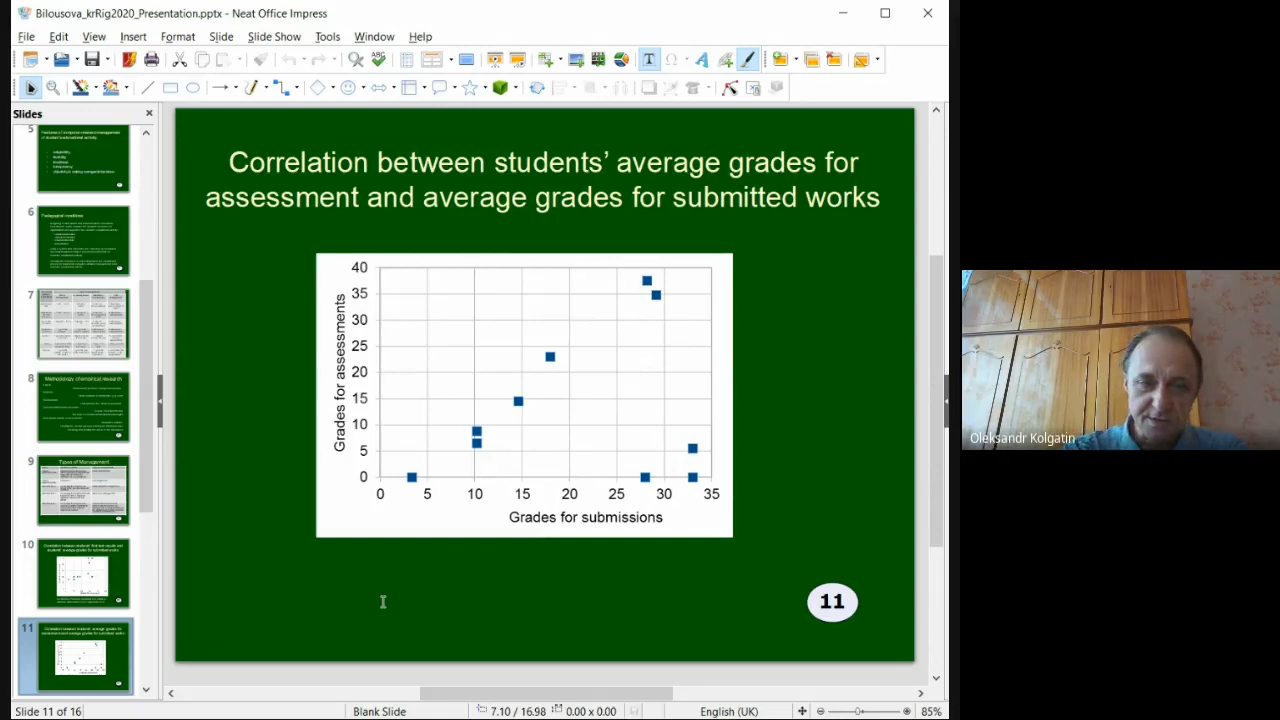 Bilousova_krRig2020_Presentation.pptx - Neat Office Impress
File Edit View Insert Format Slide Slide Show Tools Window Help
Slides
5
6
7
8
Methodology of empirical research
9
Types of Management
10
11
Correlation between students' average grades for
assessment and average grades for submitted works
40
35
30
25
20
15
10
5
0
Grades for assessments
0 5 10 15 20 25 30 35
Grades for submissions
11
Oleksandr Kolgatin
Slide 11 of 16
Blank Slide
7.10 / 16.98
0.00 x 0.00
English (UK)
85%